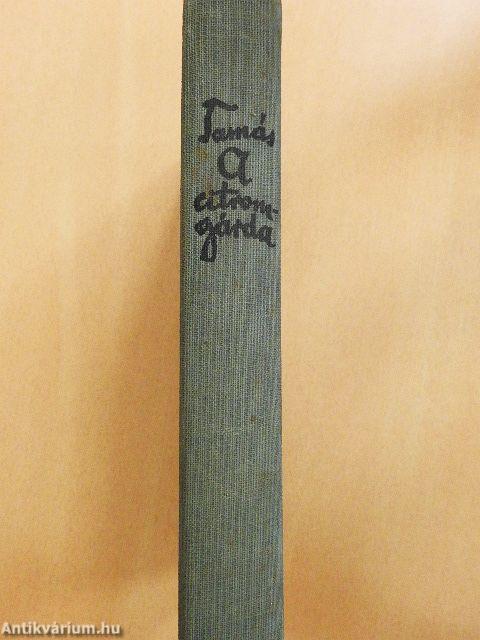 Tamás
A
citrom-
gárda
Antikvárium.hu